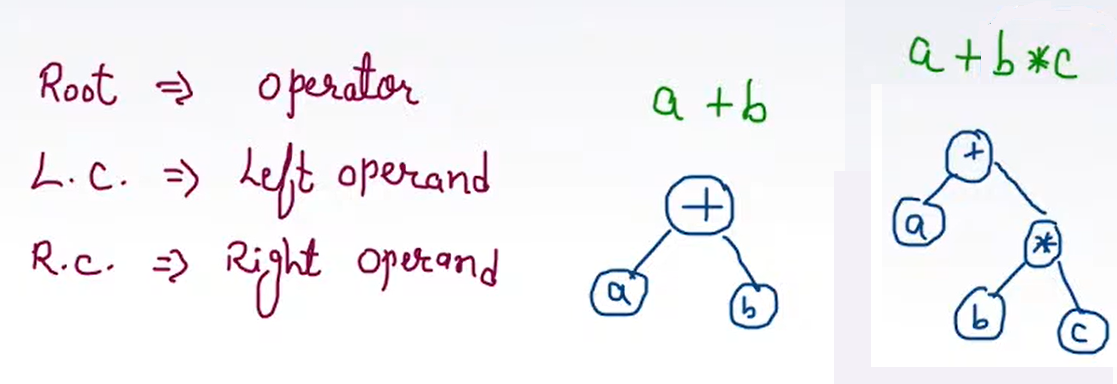 Root ⇒ operator
L.C. ⇒ Left operand
R.C. ⇒ Right operand
a + b
+
a
b
a + b * c
+
a
*
b
c